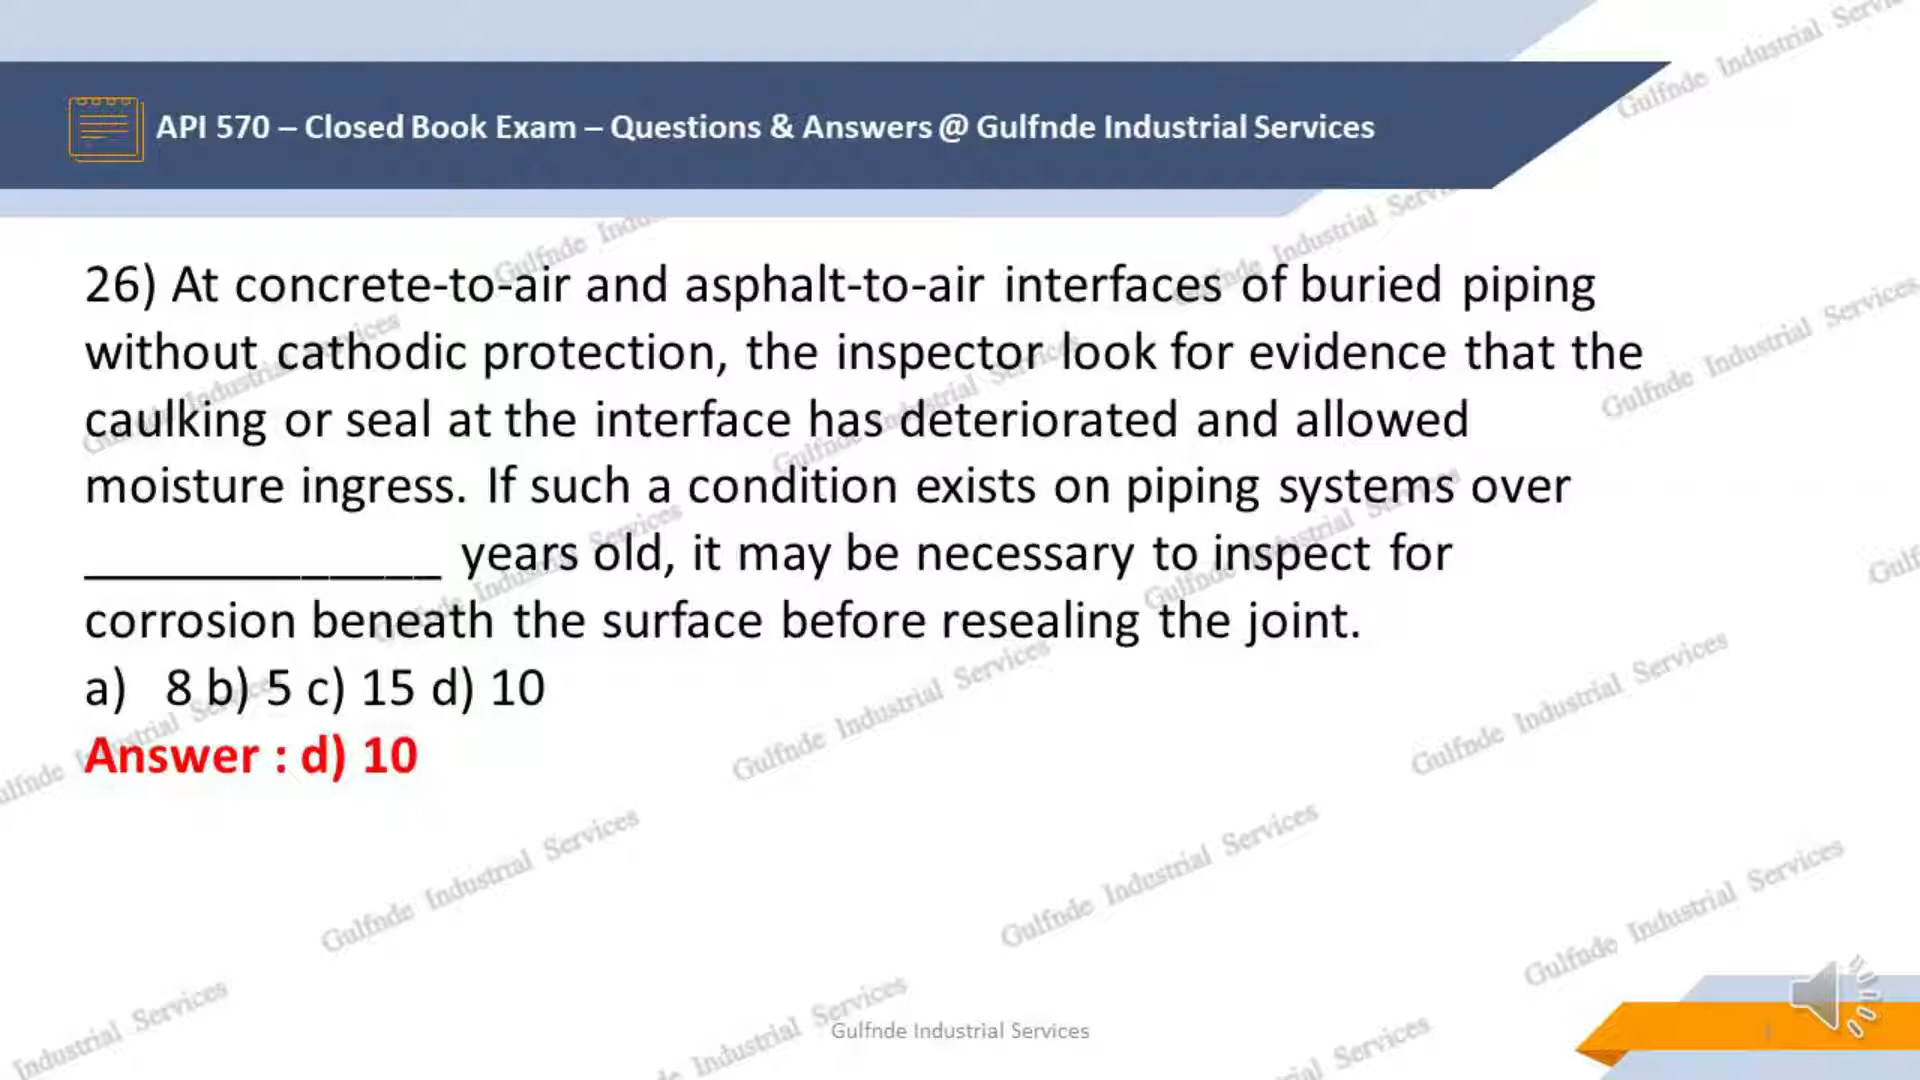 API 570 – Closed Book Exam – Questions & Answers @ Gulfnde Industrial Services
26) At concrete-to-air and asphalt-to-air interfaces of buried piping
without cathodic protection, the inspector look for evidence that the
caulking or seal at the interface has deteriorated and allowed
moisture ingress. If such a condition exists on piping systems over
______________ years old, it may be necessary to inspect for
corrosion beneath the surface before resealing the joint.
a) 8 b) 5 c) 15 d) 10
Answer : d) 10
Gulfnde Industrial Services